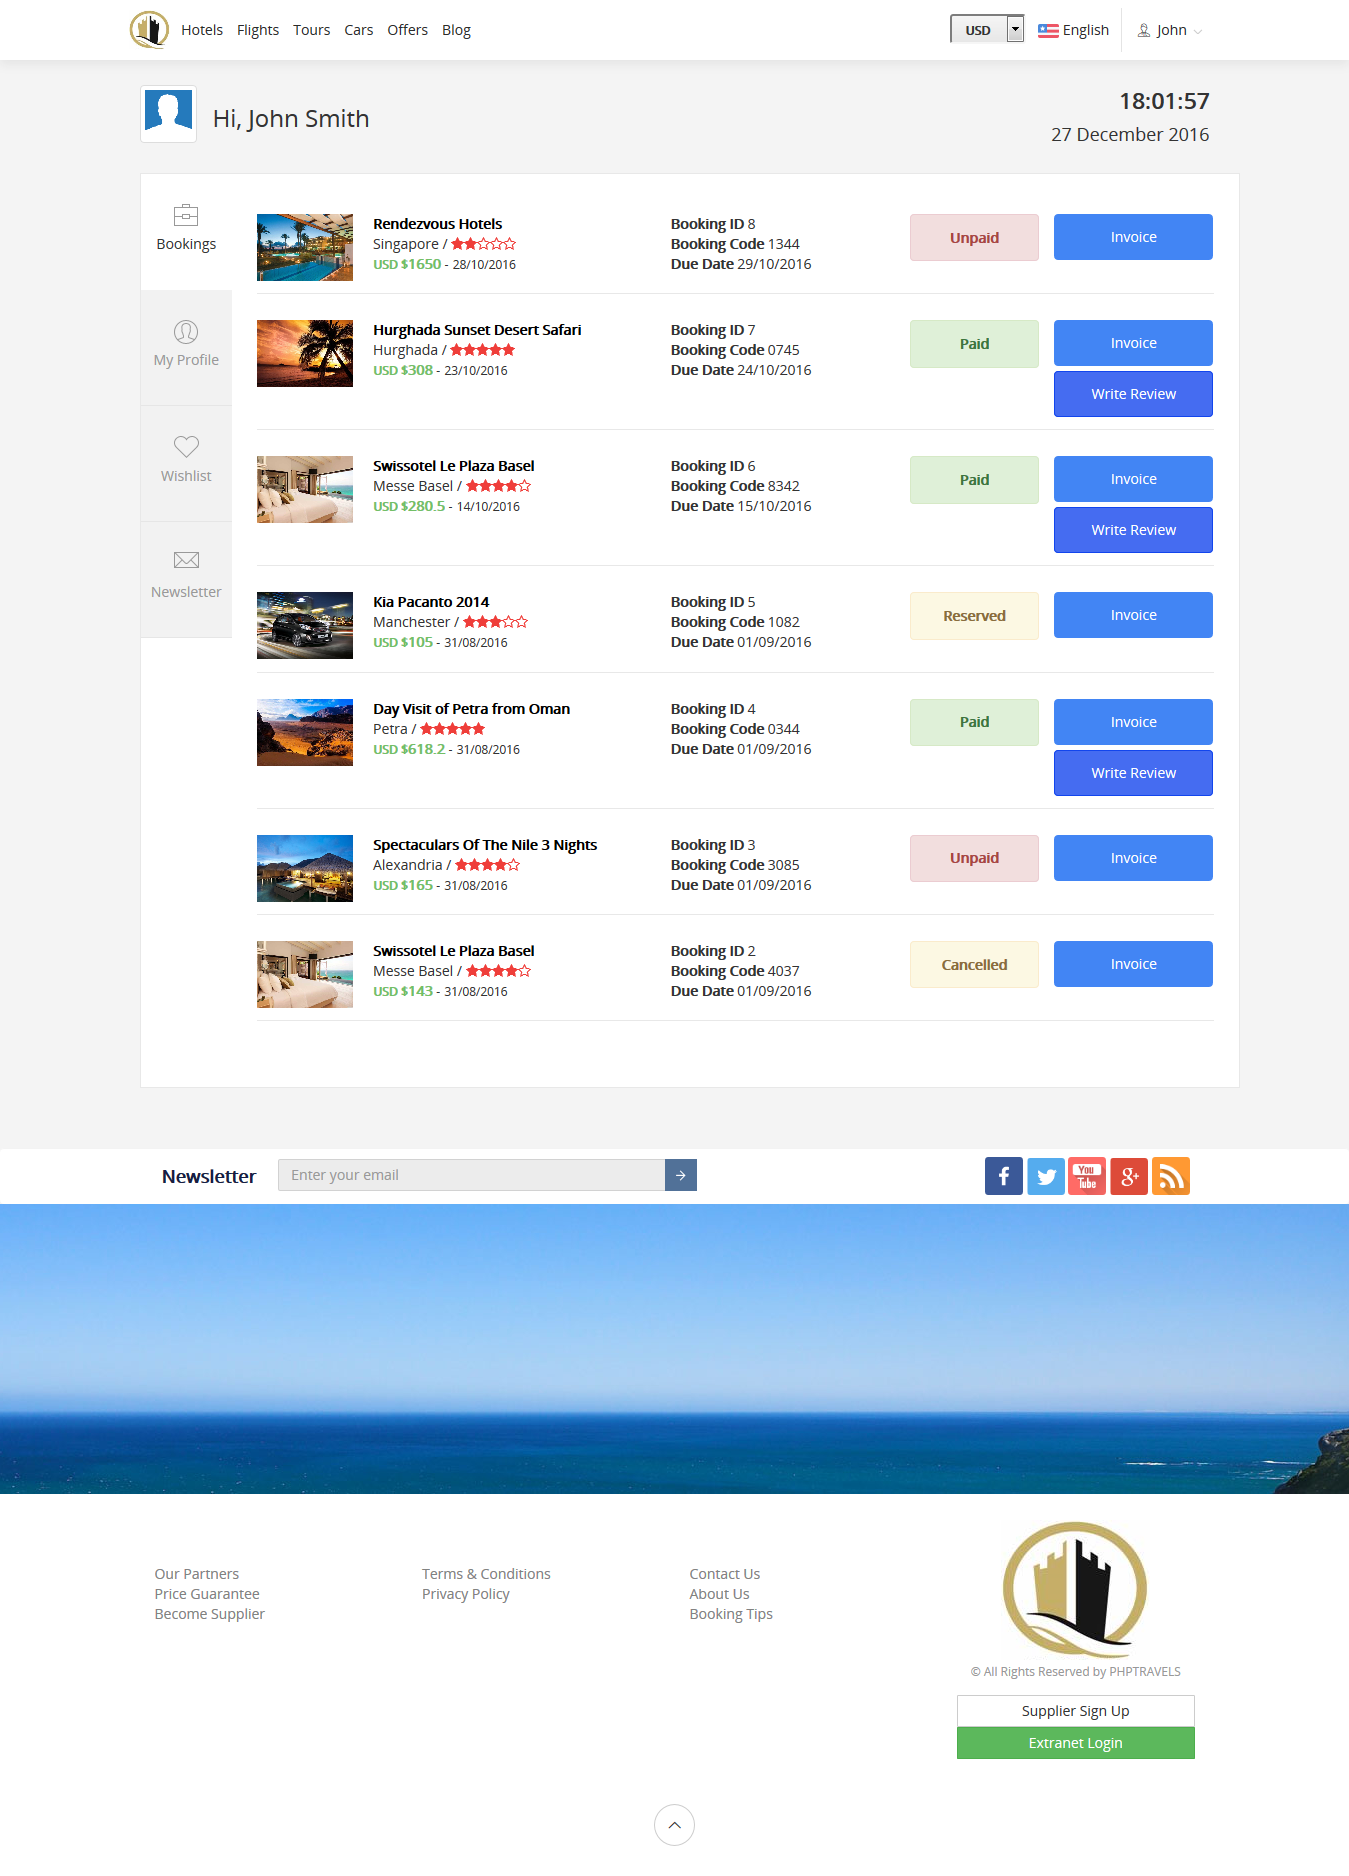 Hotels Flights Tours Cars Offers Blog USD English John
Hi, John Smith
18:01:57
27 December 2016
Bookings
My Profile
Wishlist
Newsletter
Rendezvous Hotels
Singapore /
USD $1650 - 28/10/2016
Booking ID 8
Booking Code 1344
Due Date 29/10/2016
Unpaid
Invoice
Hurghada Sunset Desert Safari
Hurghada /
USD $308 - 23/10/2016
Booking ID 7
Booking Code 0745
Due Date 24/10/2016
Paid
Invoice
Write Review
Swissotel Le Plaza Basel
Messe Basel /
USD $280.5 - 14/10/2016
Booking ID 6
Booking Code 8342
Due Date 15/10/2016
Paid
Invoice
Write Review
Kia Pacanto 2014
Manchester /
USD $105 - 31/08/2016
Booking ID 5
Booking Code 1082
Due Date 01/09/2016
Reserved
Invoice
Day Visit of Petra from Oman
Petra /
USD $618.2 - 31/08/2016
Booking ID 4
Booking Code 0344
Due Date 01/09/2016
Paid
Invoice
Write Review
Spectaculars Of The Nile 3 Nights
Alexandria /
USD $165 - 31/08/2016
Booking ID 3
Booking Code 3085
Due Date 01/09/2016
Unpaid
Invoice
Swissotel Le Plaza Basel
Messe Basel /
USD $143 - 31/08/2016
Booking ID 2
Booking Code 4037
Due Date 01/09/2016
Cancelled
Invoice
Newsletter
Enter your email
f
You
Tube
g+
Our Partners
Price Guarantee
Become Supplier
Terms & Conditions
Privacy Policy
Contact Us
About Us
Booking Tips
© All Rights Reserved by PHPTRAVELS
Supplier Sign Up
Extranet Login